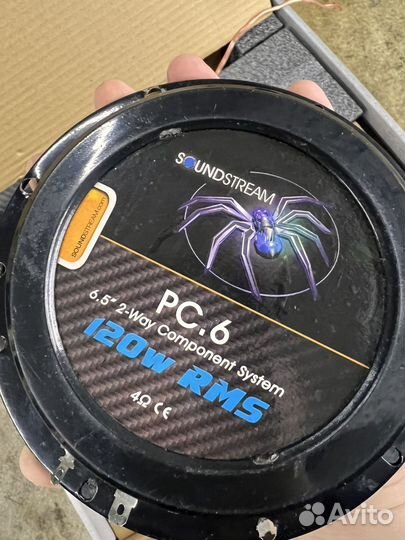 SOUNDSTREAM
SOUNDSTREAM.com
PC.6
6.5" 2-Way Component System
120w RMS
4Ω CE
Avito